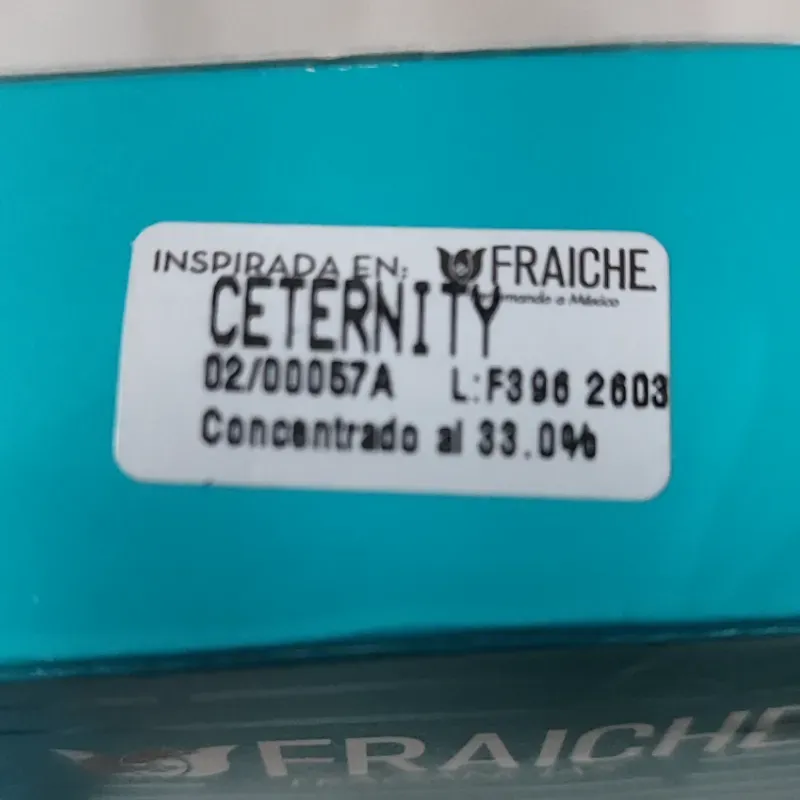 INSPIRADA EN: FRAICHE
CETERNITY
02/00057A L:F396 2603
Concentrado al 33.0%
FRAICHE